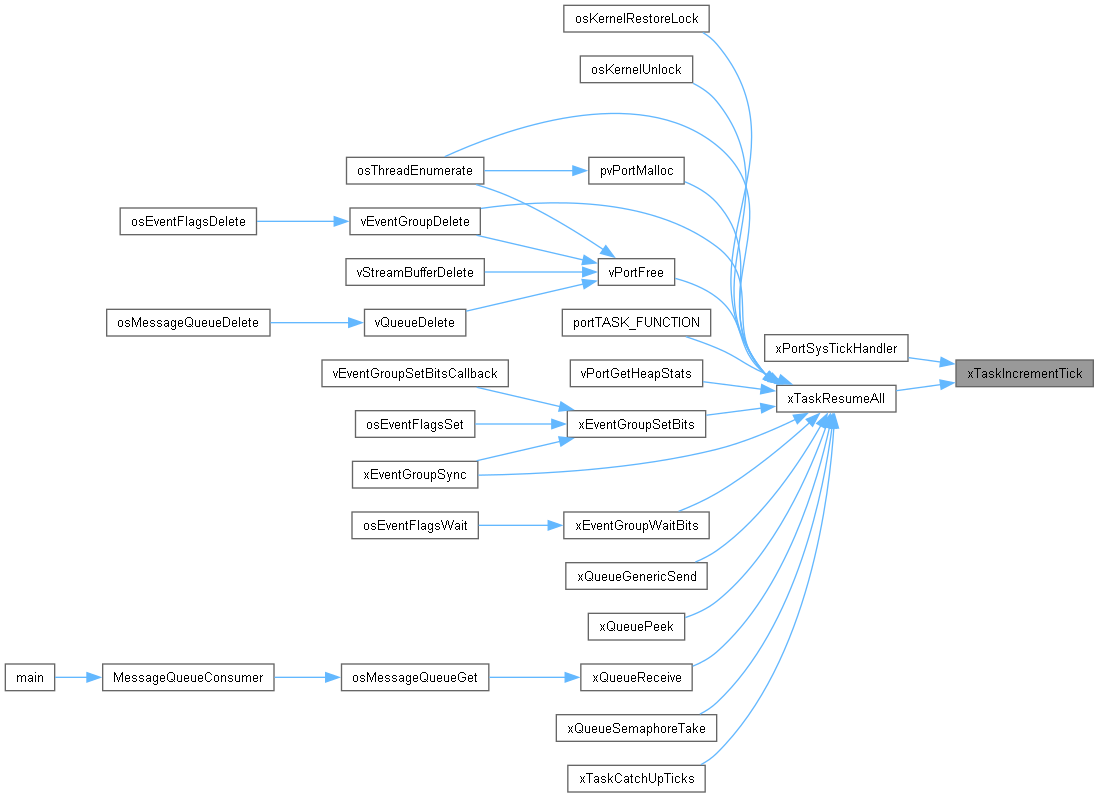 osKernelRestoreLock
osKernelUnlock
osThreadEnumerate
pvPortMalloc
osEventFlagsDelete
vEventGroupDelete
vStreamBufferDelete
vPortFree
osMessageQueueDelete
vQueueDelete
portTASK_FUNCTION
xPortSysTickHandler
vEventGroupSetBitsCallback
vPortGetHeapStats
xTaskIncrementTick
xTaskResumeAll
osEventFlagsSet
xEventGroupSetBits
xEventGroupSync
osEventFlagsWait
xEventGroupWaitBits
xQueueGenericSend
xQueuePeek
main
MessageQueueConsumer
osMessageQueueGet
xQueueReceive
xQueueSemaphoreTake
xTaskCatchUpTicks